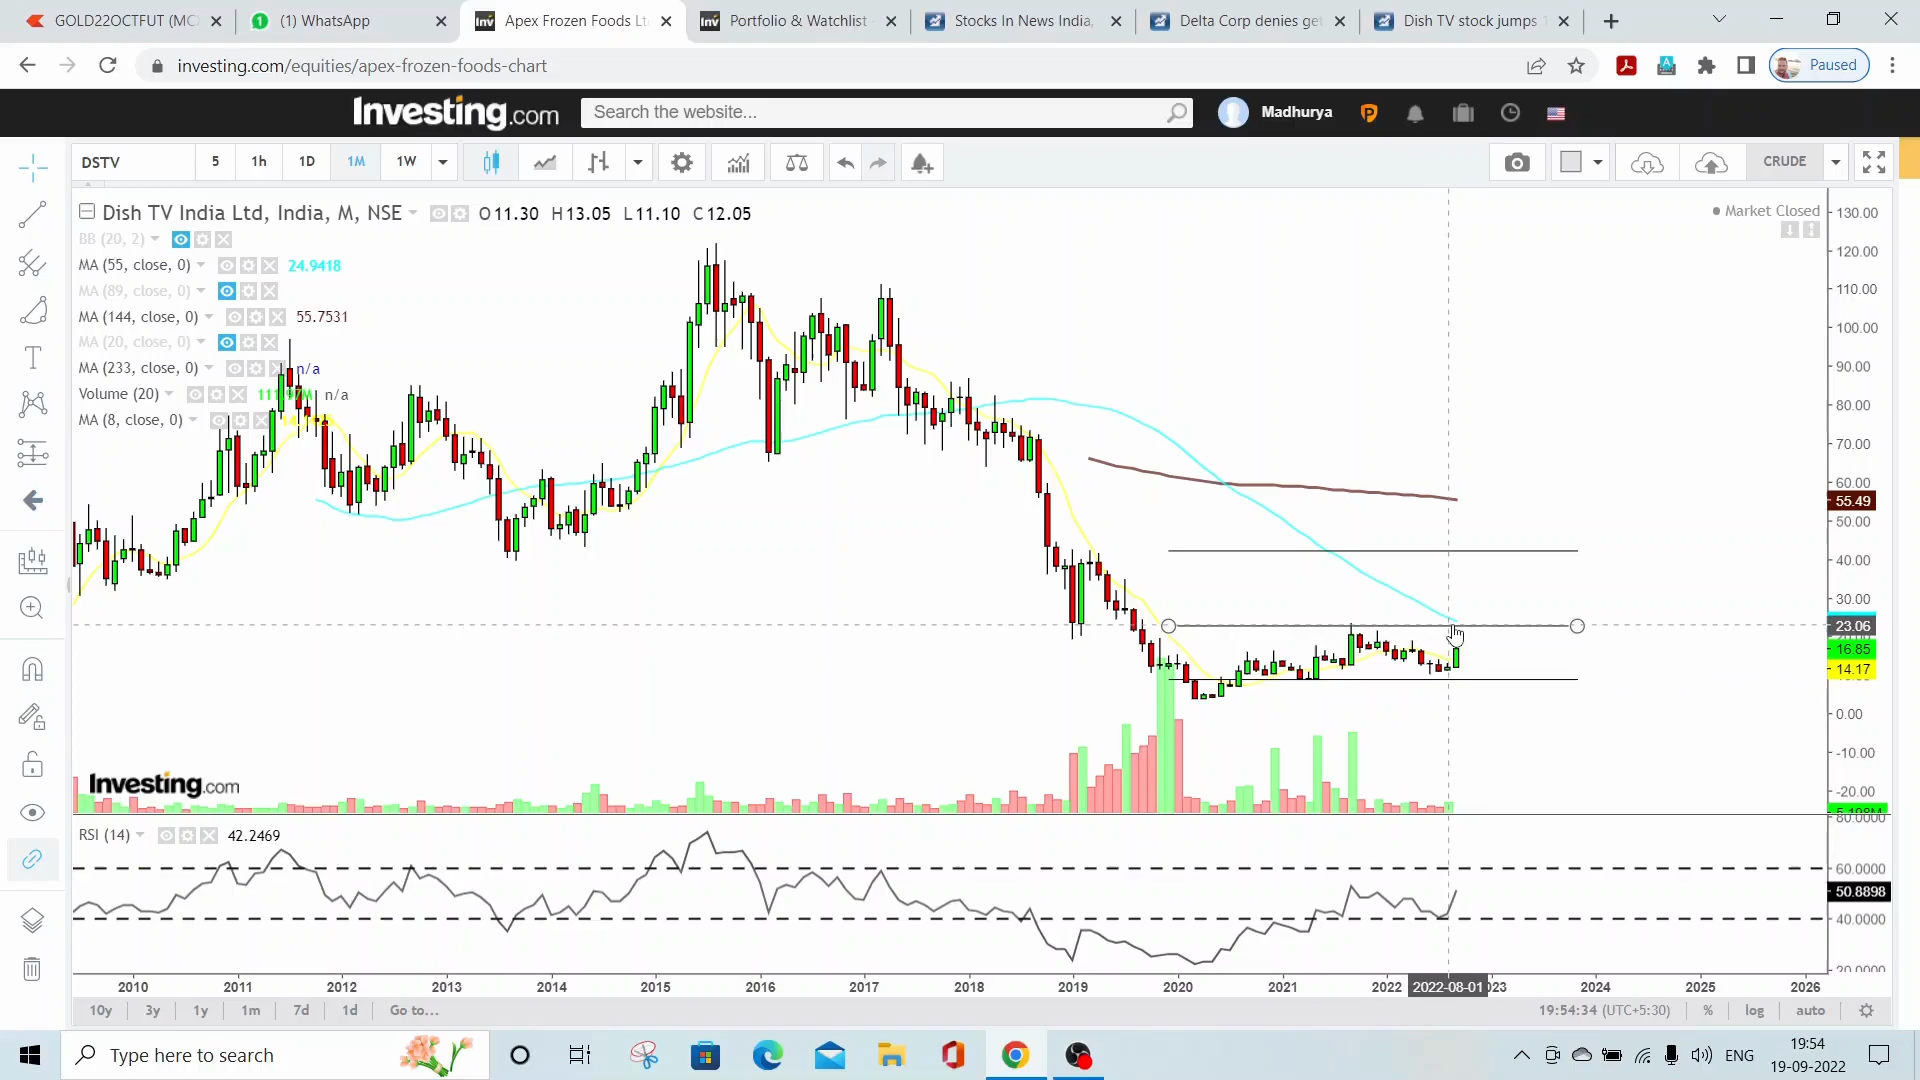 GOLD22OCTFUT (MC
(1) WhatsApp
Apex Frozen Foods Lt
Portfolio & Watchlist -
Stocks In News India,
Delta Corp denies get
Dish TV stock jumps 1
investing.com/equities/apex-frozen-foods-chart
Paused
Investing.com
Search the website...
Madhurya
DSTV
5
1h
1D
1M
1W
CRUDE
Dish TV India Ltd, India, M, NSE
O11.30 H13.05 L11.10 C12.05
Market Closed
BB (20, 2)
MA (55, close, 0) 24.9418
MA (89, close, 0)
MA (144, close, 0) 55.7531
MA (20, close, 0)
MA (233, close, 0) n/a
Volume (20) 111.97M n/a
MA (8, close, 0)
130.00
120.00
110.00
100.00
90.00
80.00
70.00
60.00
55.49
50.00
40.00
30.00
23.06
16.85
14.17
0.00
-10.00
-20.00
Investing.com
RSI (14) 42.2469
80.0000
60.0000
50.8898
40.0000
20.0000
2010 2011 2012 2013 2014 2015 2016 2017 2018 2019 2020 2021 2022 2022-08-01 023 2024 2025 2026
10y 3y 1y 1m 7d 1d Go to...
19:54:34 (UTC+5:30) % log auto
Type here to search
ENG
19:54
19-09-2022